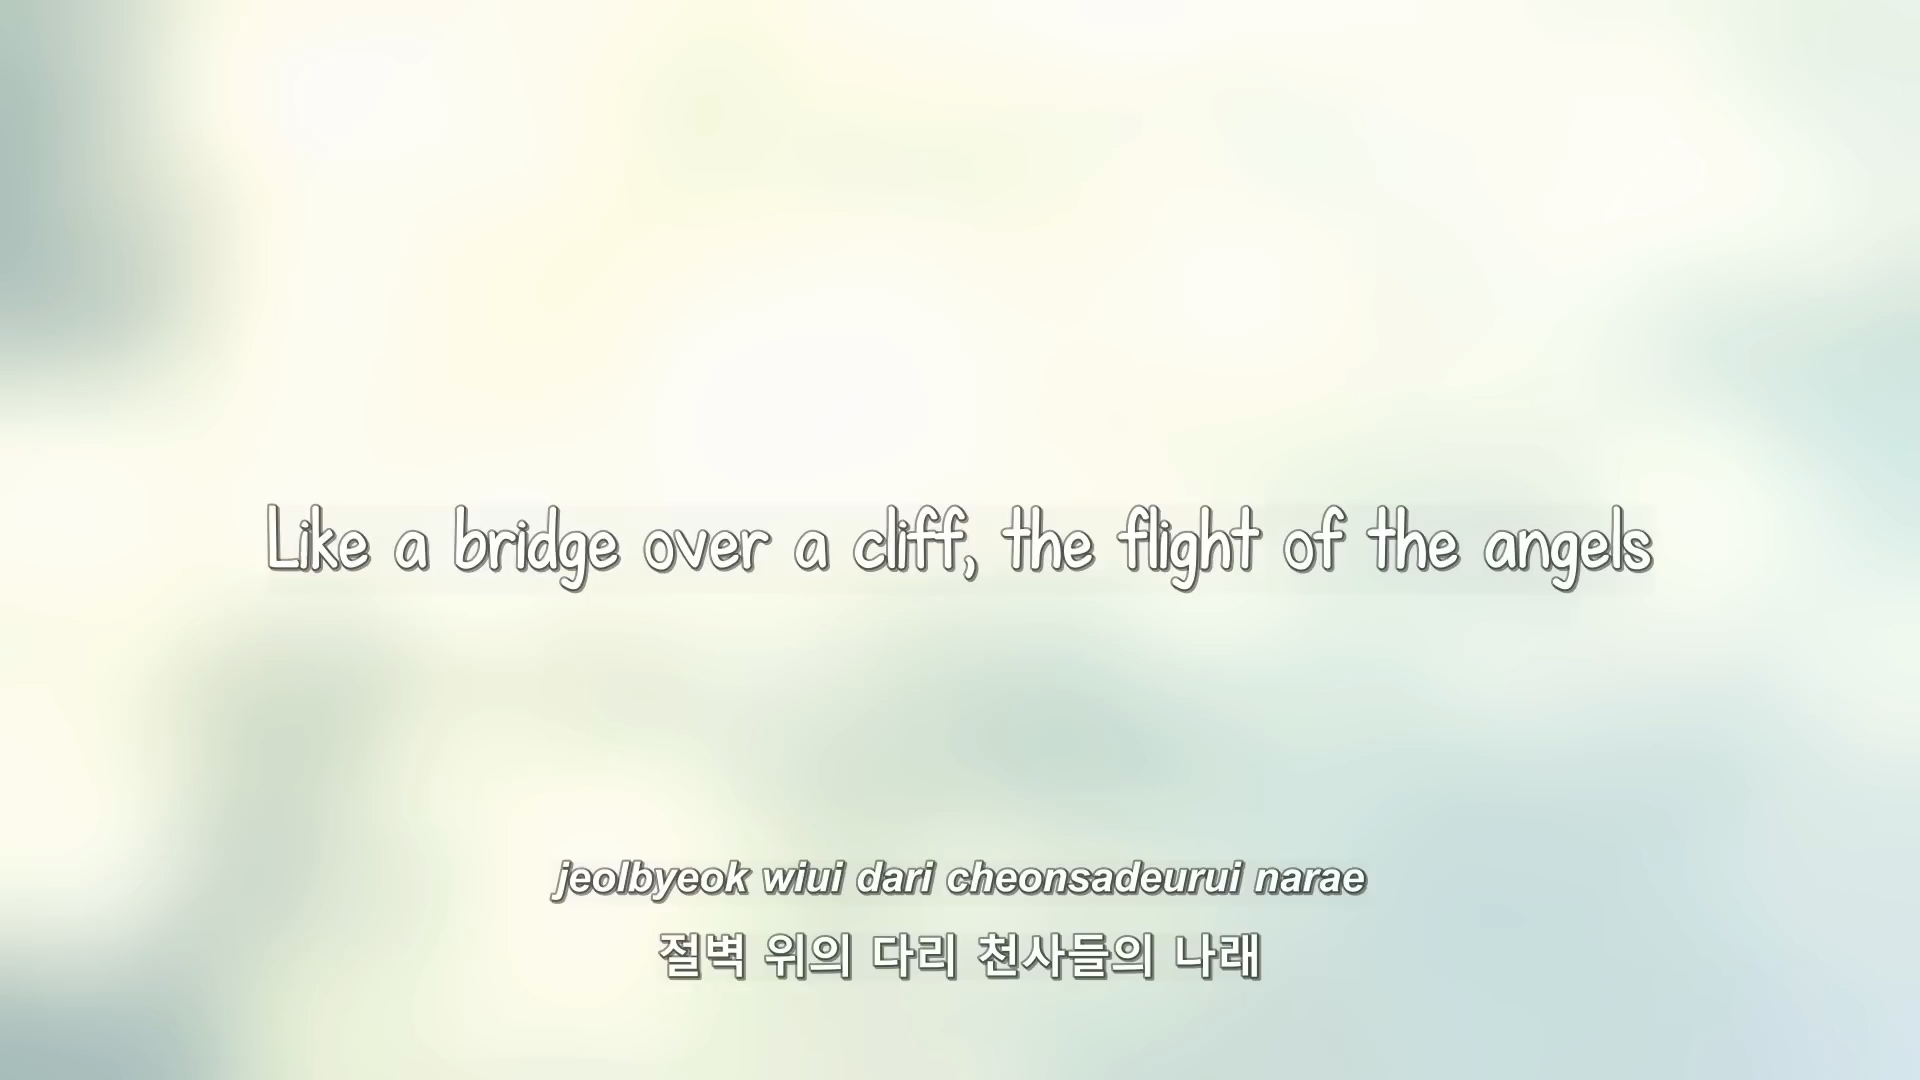 Like a bridge over a cliff, the flight of the angels
jeolbyeok wiui dari cheonsadeurui narae
절벽 위의 다리 천사들의 나래